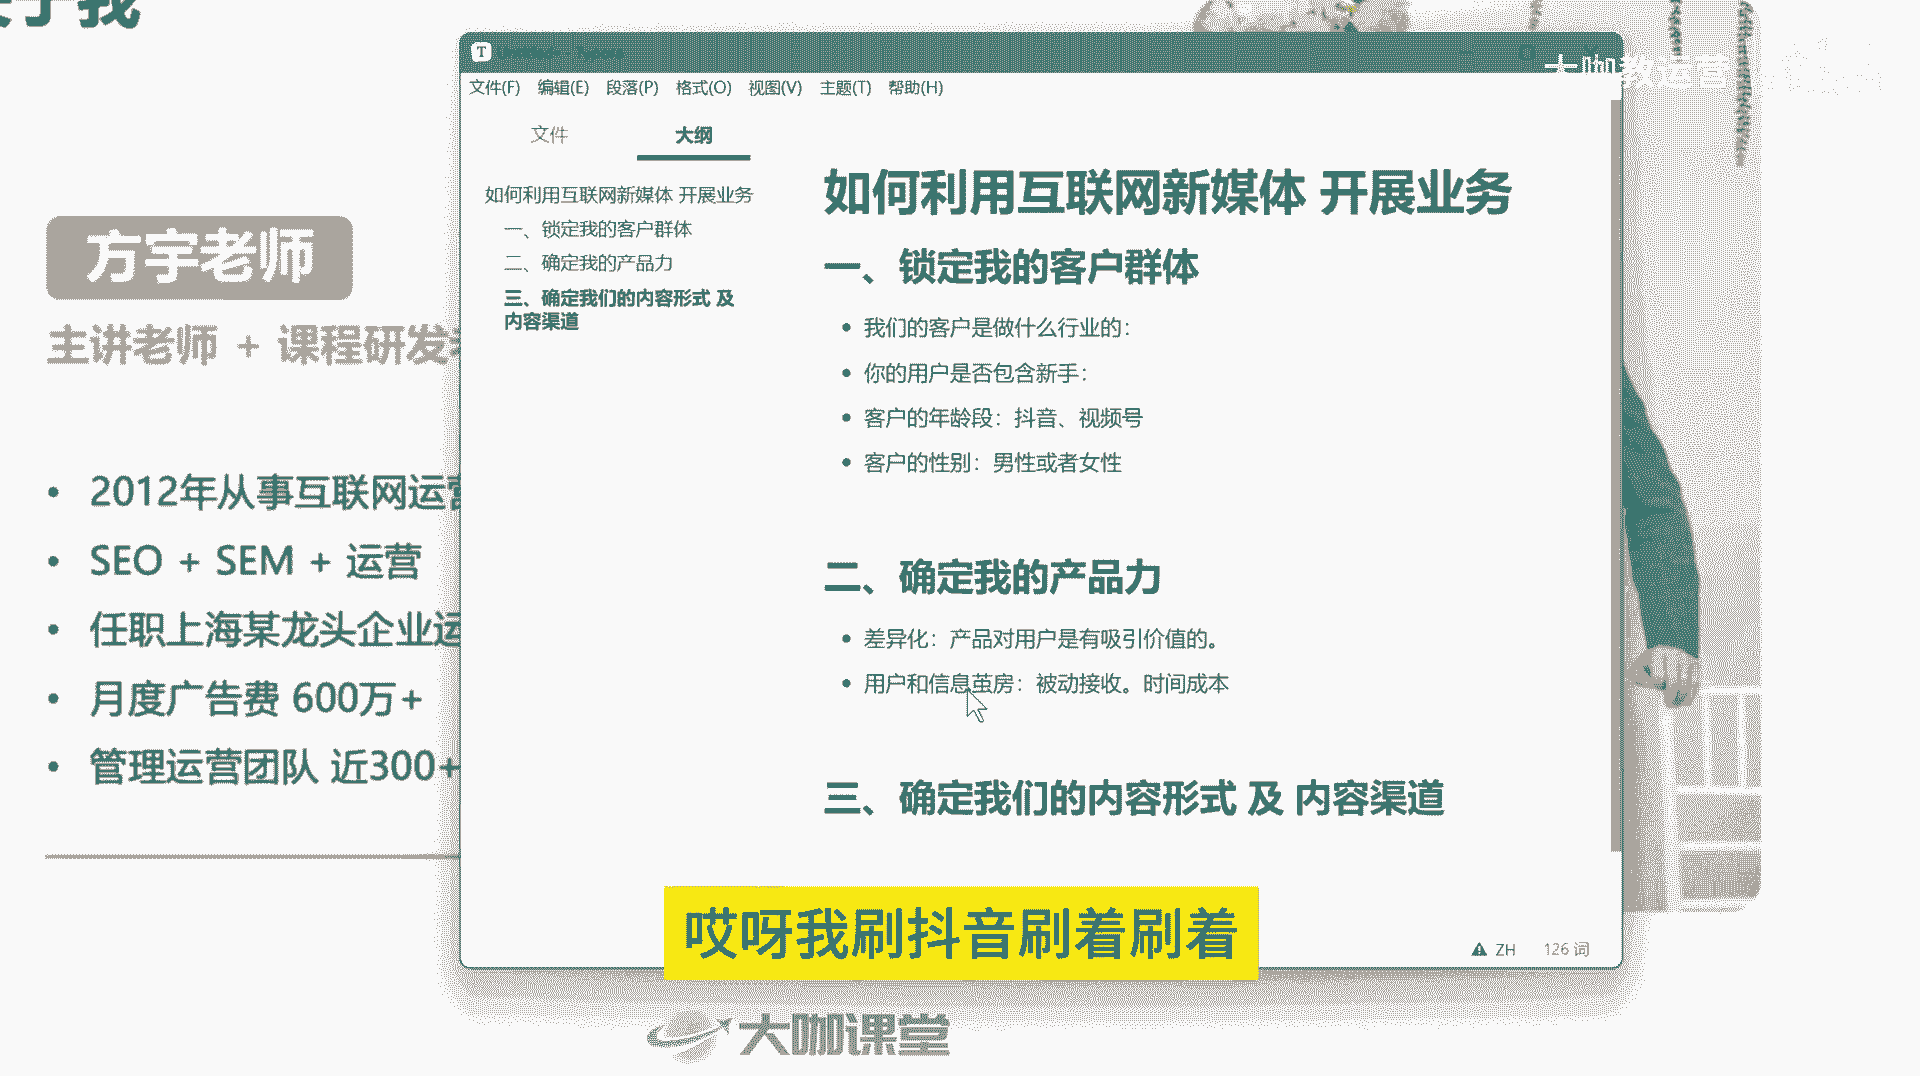 于我
方宇老师
主讲老师 + 课程研发
2012年从事互联网运营
SEO + SEM + 运营
任职上海某龙头企业运
月度广告费 600万+
管理运营团队 近300+
T
文件(F) 编辑(E) 段落(P) 格式(O) 视图(V) 主题(T) 帮助(H)
文件 大纲
如何利用互联网新媒体 开展业务
一、锁定我的客户群体
二、确定我的产品力
三、确定我们的内容形式 及
内容渠道
如何利用互联网新媒体 开展业务
一、锁定我的客户群体
我们的客户是做什么行业的：
你的用户是否包含新手：
客户的年龄段：抖音、视频号
客户的性别：男性或者女性
二、确定我的产品力
差异化：产品对用户是有吸引价值的。
用户和信息茧房：被动接收。时间成本
三、确定我们的内容形式 及 内容渠道
ZH 126 词
大咖教运营
哎呀我刷抖音刷着刷着
大咖课堂